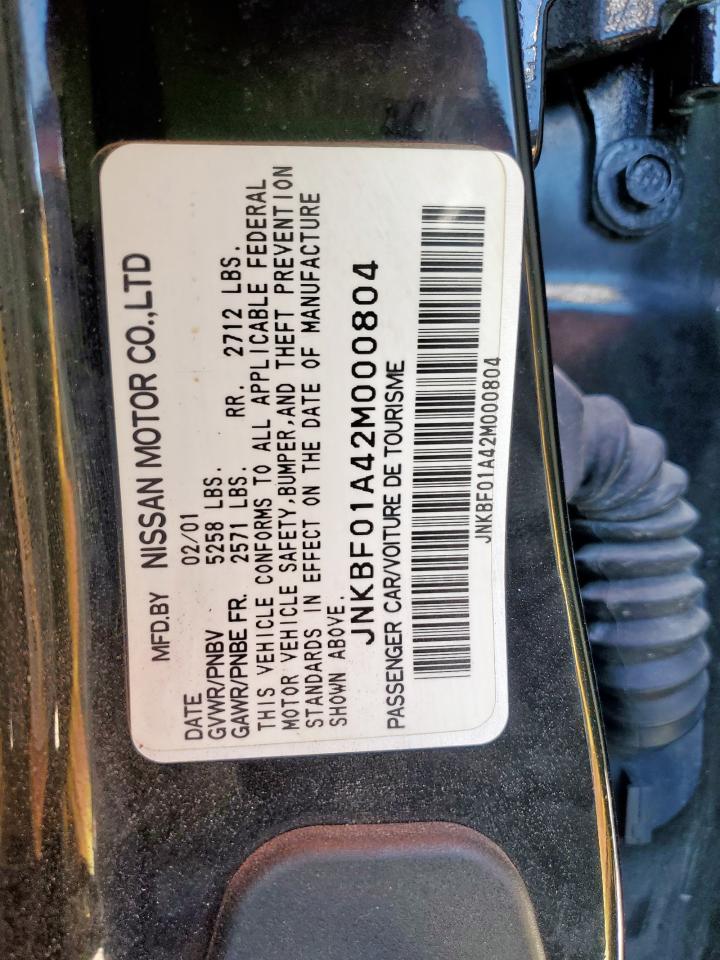 MFD.BY NISSAN MOTOR CO.,LTD
DATE 02/01
GVWR/PNBV 5258 LBS.
GAWR/PNBE FR. 2571 LBS. RR. 2712 LBS.
THIS VEHICLE CONFORMS TO ALL APPLICABLE FEDERAL
MOTOR VEHICLE SAFETY,BUMPER,AND THEFT PREVENTION
STANDARDS IN EFFECT ON THE DATE OF MANUFACTURE
SHOWN ABOVE.
JNKBF01A42M000804
PASSENGER CAR/VOITURE DE TOURISME
JNKBF01A42M000804